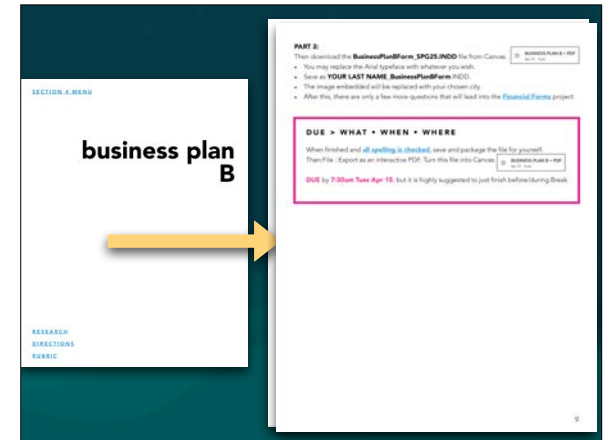 SECTION 4 MENU
business plan
B
RESEARCH
DIRECTIONS
RUBRIC
PART 2:
Then download the BusinessPlanBForm_SPG25.INDD file from Canvas.
BUSINESS PLAN B > PDF
• You may replace the Arial typeface with whatever you wish.
• Save as YOUR LAST NAME_BusinessPlanBForm.INDD.
• The image embedded will be replaced with your chosen city.
• After this, there are only a few more questions that will lead into the Financial Forms project.
DUE > WHAT • WHEN • WHERE
When finished and all spelling is checked, save and package the file for yourself.
Then File : Export as an interactive PDF. Turn this file into Canvas.
BUSINESS PLAN B > PDF
DUE by 7:30am Tues Apr 15, but it is highly suggested to just finish before/during Break.
9